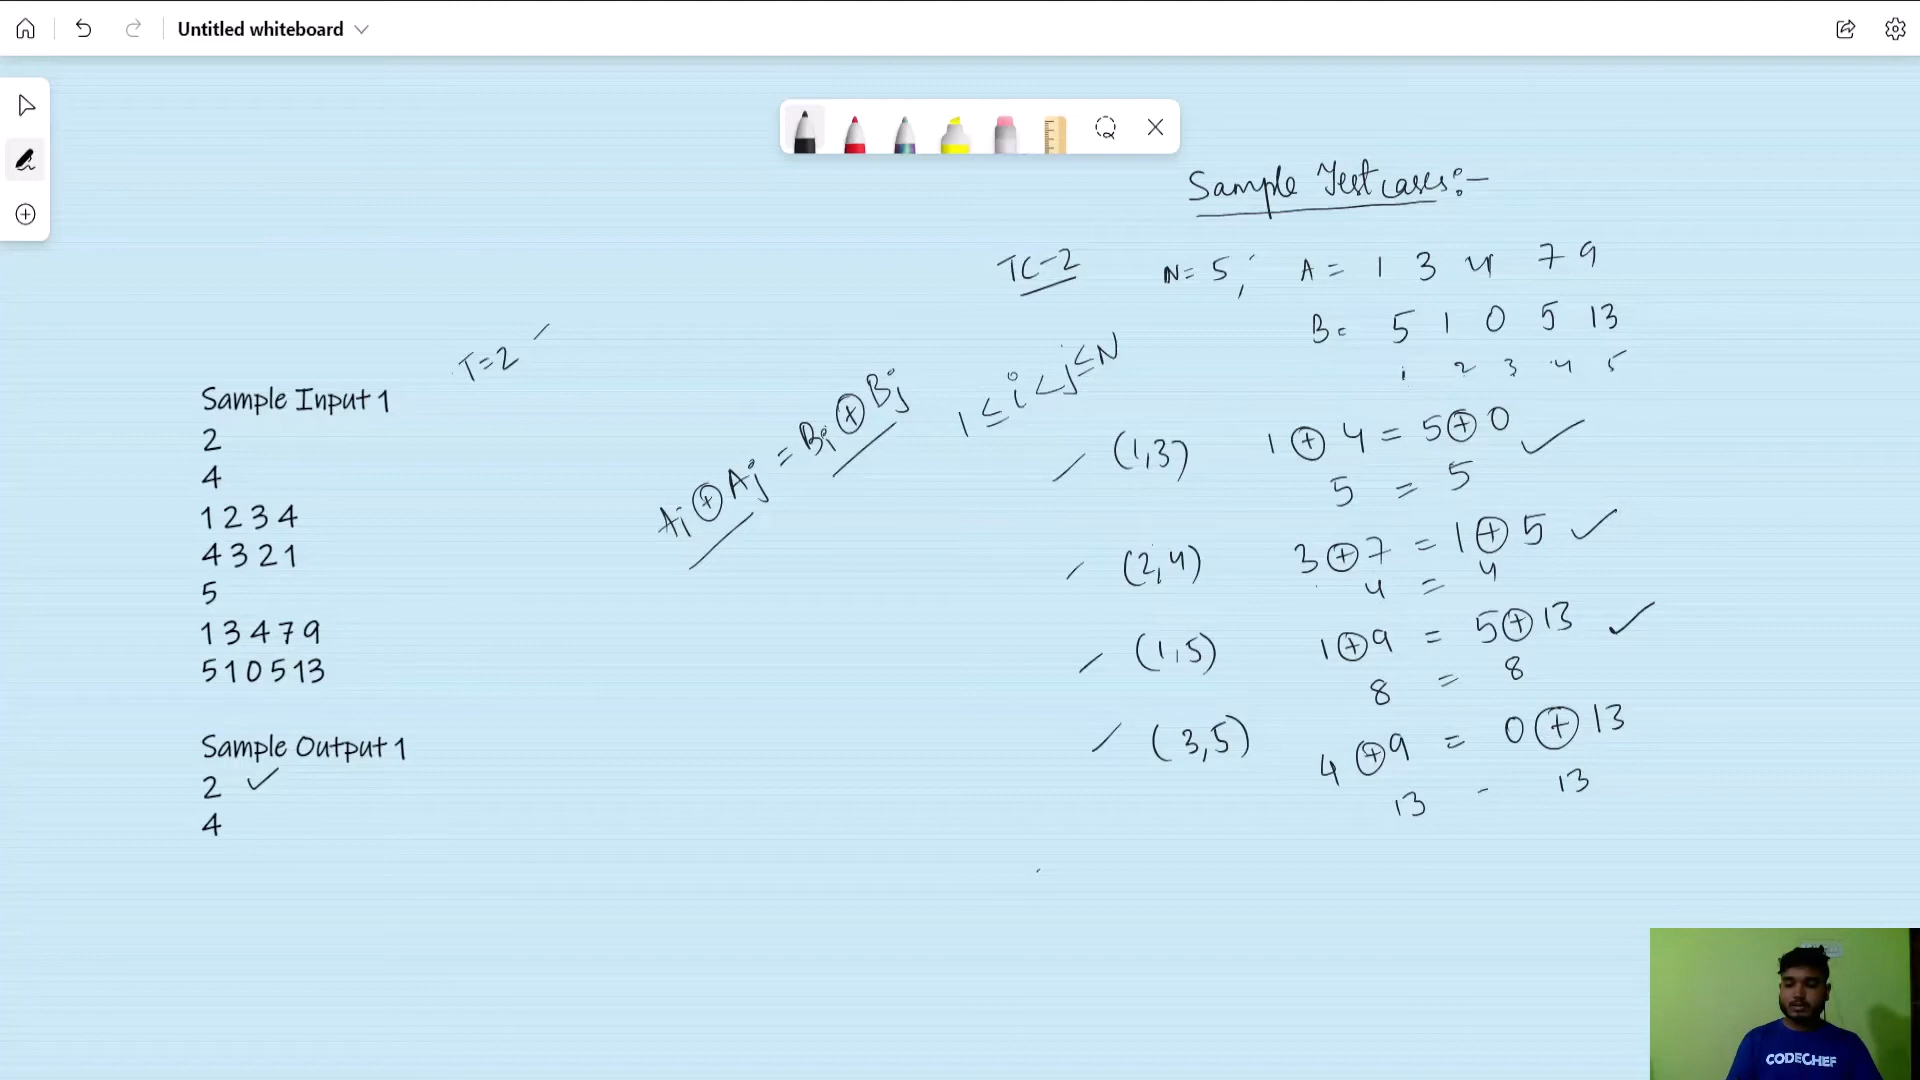 Untitled whiteboard
Sample Testcases:-
TC-2 N= 5; A = 1 3 4 7 9
B= 5 1 0 5 13
1 2 3 4 5
T=2
Sample Input 1
2
4
1 2 3 4
4 3 2 1
5
1 3 4 7 9
5 1 0 5 13
Sample Output 1
2 ✓
4
Ai ⊕ Aj = Bi ⊕ Bj
1 ≤ i < j ≤ N
(1,3) 1 ⊕ 4 = 5 ⊕ 0 ✓
5 = 5
(2,4) 3 ⊕ 7 = 1 ⊕ 5 ✓
4 = 4
(1,5) 1 ⊕ 9 = 5 ⊕ 13 ✓
8 = 8
(3,5) 4 ⊕ 9 = 0 ⊕ 13
13 - 13
CODECHEF